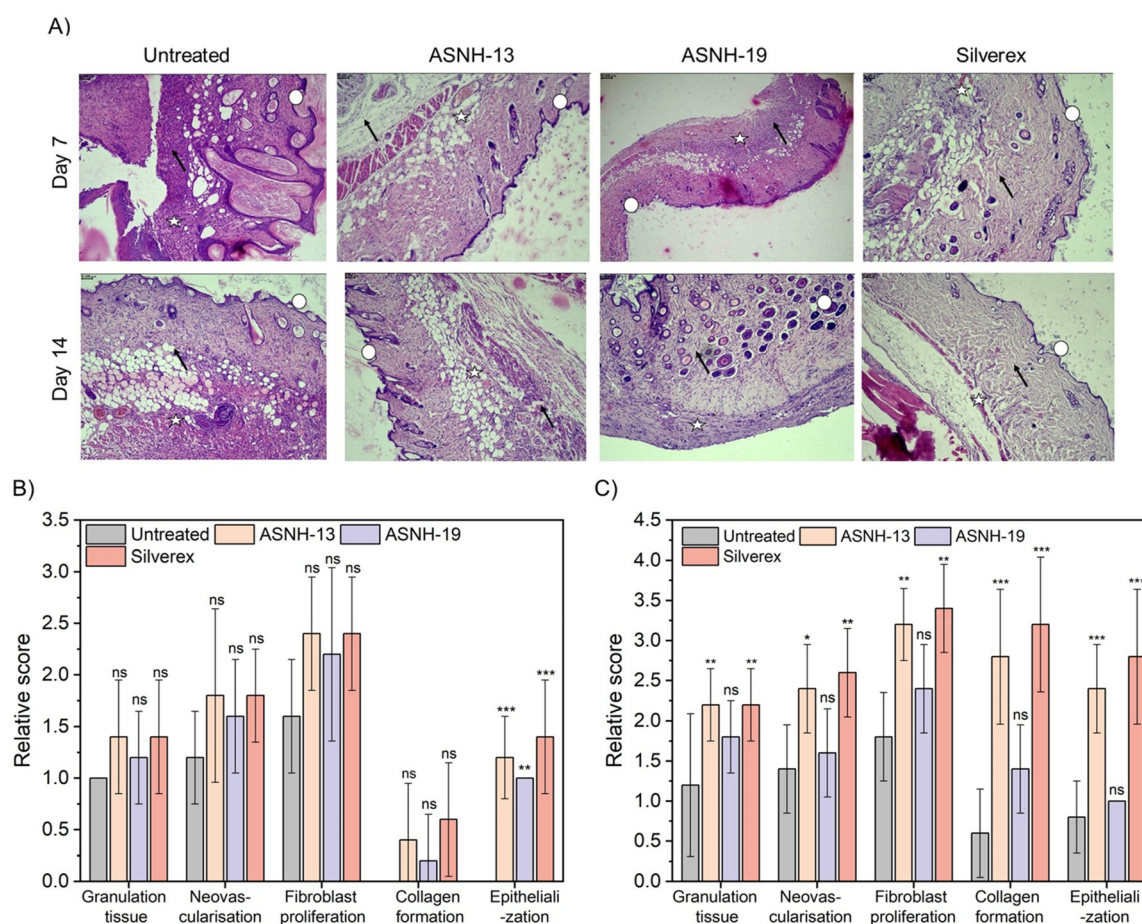 A)
Untreated ASNH-13 ASNH-19 Silverex
Day 7
Day 14
B)
3.5
3.0
2.5
2.0
1.5
1.0
0.5
0.0
Relative score
Untreated ASNH-13 ASNH-19
Silverex
ns ns ns
ns ns ns
ns ns ns
ns ns ns
*** ** ***
Granulation Neovas- Fibroblast Collagen Epitheliali
tissue cularisation proliferation formation -zation
C)
4.5
4.0
3.5
3.0
2.5
2.0
1.5
1.0
0.5
0.0
Relative score
Untreated ASNH-13 ASNH-19
Silverex
** ns **
* ns **
** ns **
*** ns ***
*** ns ***
Granulation Neovas- Fibroblast Collagen Epitheliali
tissue cularisation proliferation formation -zation